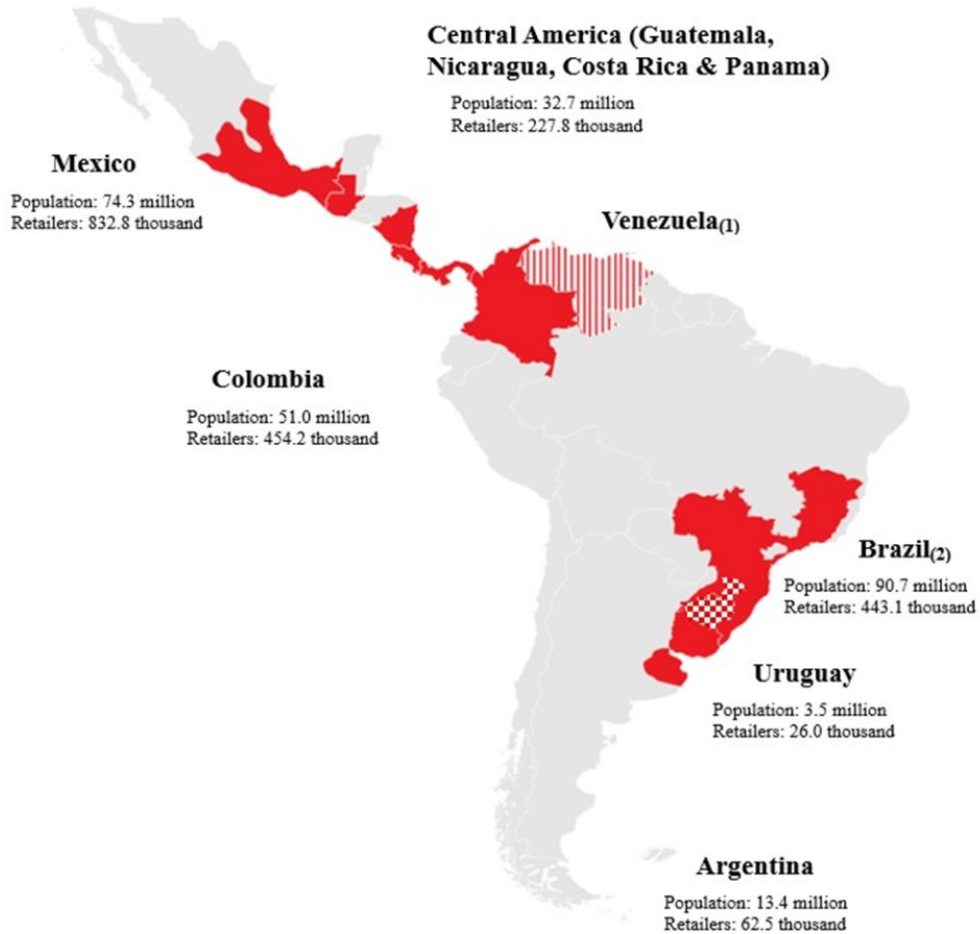 Central America (Guatemala,
Nicaragua, Costa Rica & Panama)
Population: 32.7 million
Retailers: 227.8 thousand
Mexico
Population: 74.3 million
Retailers: 832.8 thousand
Venezuela(1)
Colombia
Population: 51.0 million
Retailers: 454.2 thousand
Brazil(2)
Population: 90.7 million
Retailers: 443.1 thousand
Uruguay
Population: 3.5 million
Retailers: 26.0 thousand
Argentina
Population: 13.4 million
Retailers: 62.5 thousand